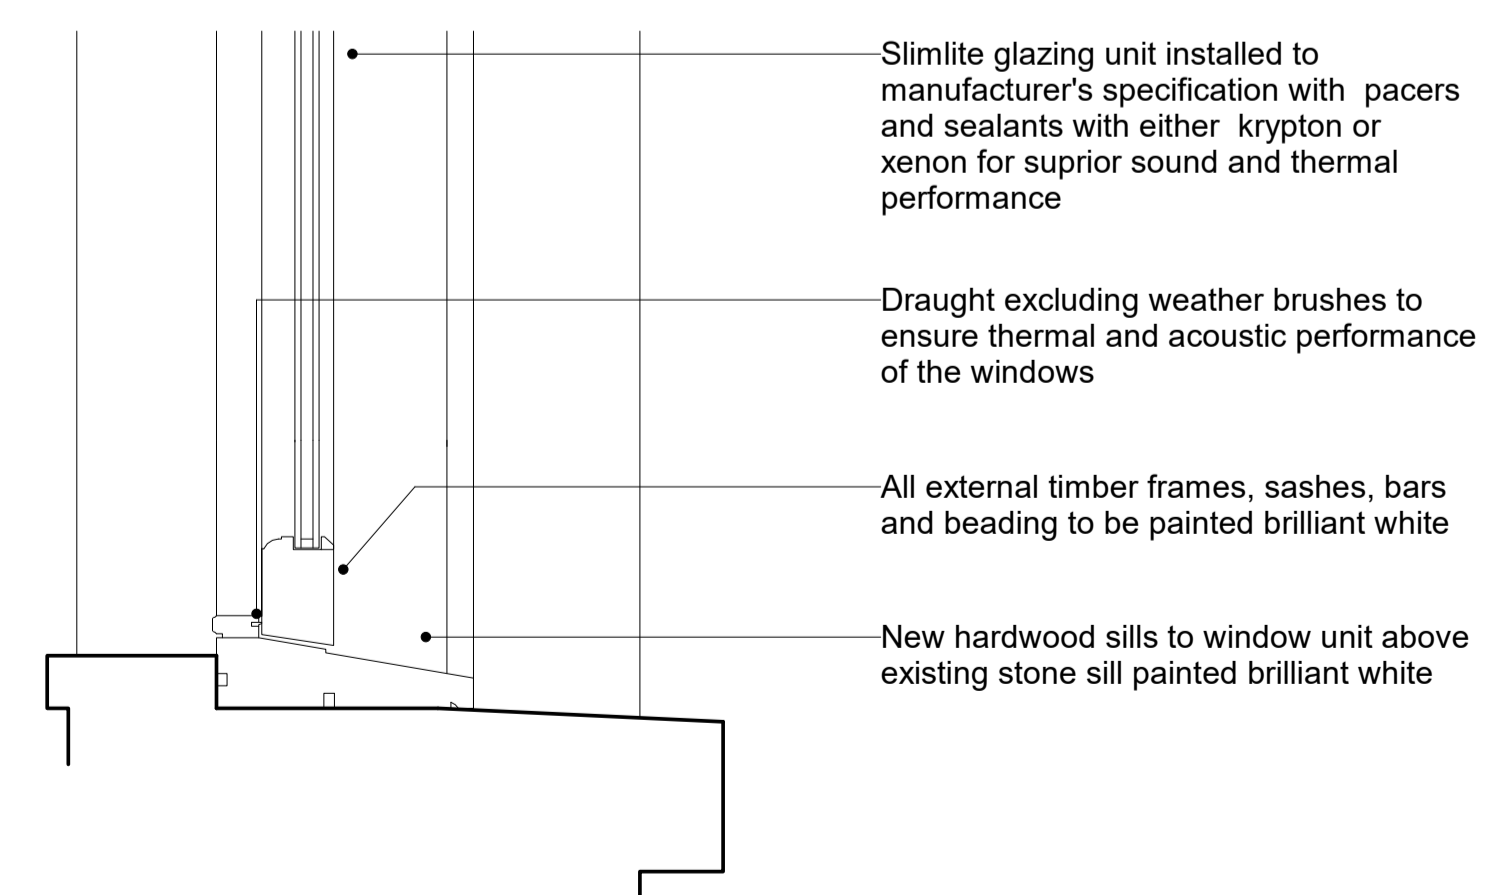 Slimlite glazing unit installed to
manufacturer's specification with  pacers
and sealants with either  krypton or
xenon for suprior sound and thermal
performance
Draught excluding weather brushes to
ensure thermal and acoustic performance
of the windows
All external timber frames, sashes, bars
and beading to be painted brilliant white
New hardwood sills to window unit above
existing stone sill painted brilliant white